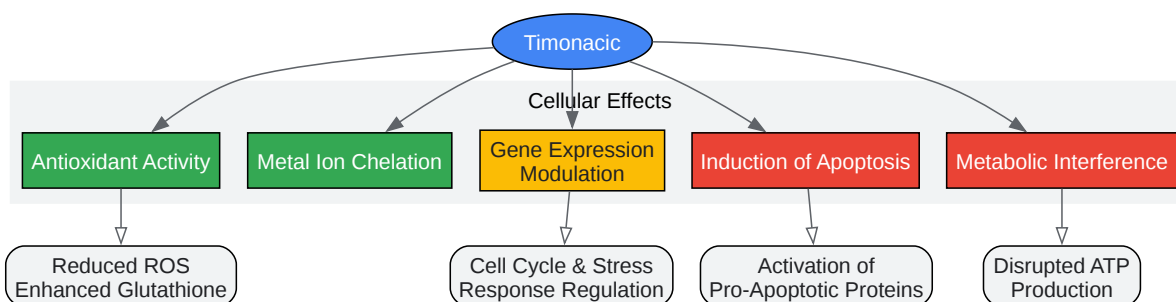 Timonacic
Cellular Effects
Antioxidant Activity
Metal Ion Chelation
Gene Expression
Modulation
Induction of Apoptosis
Metabolic Interference
Reduced ROS
Enhanced Glutathione
Cell Cycle & Stress
Response Regulation
Activation of
Pro-Apoptotic Proteins
Disrupted ATP
Production